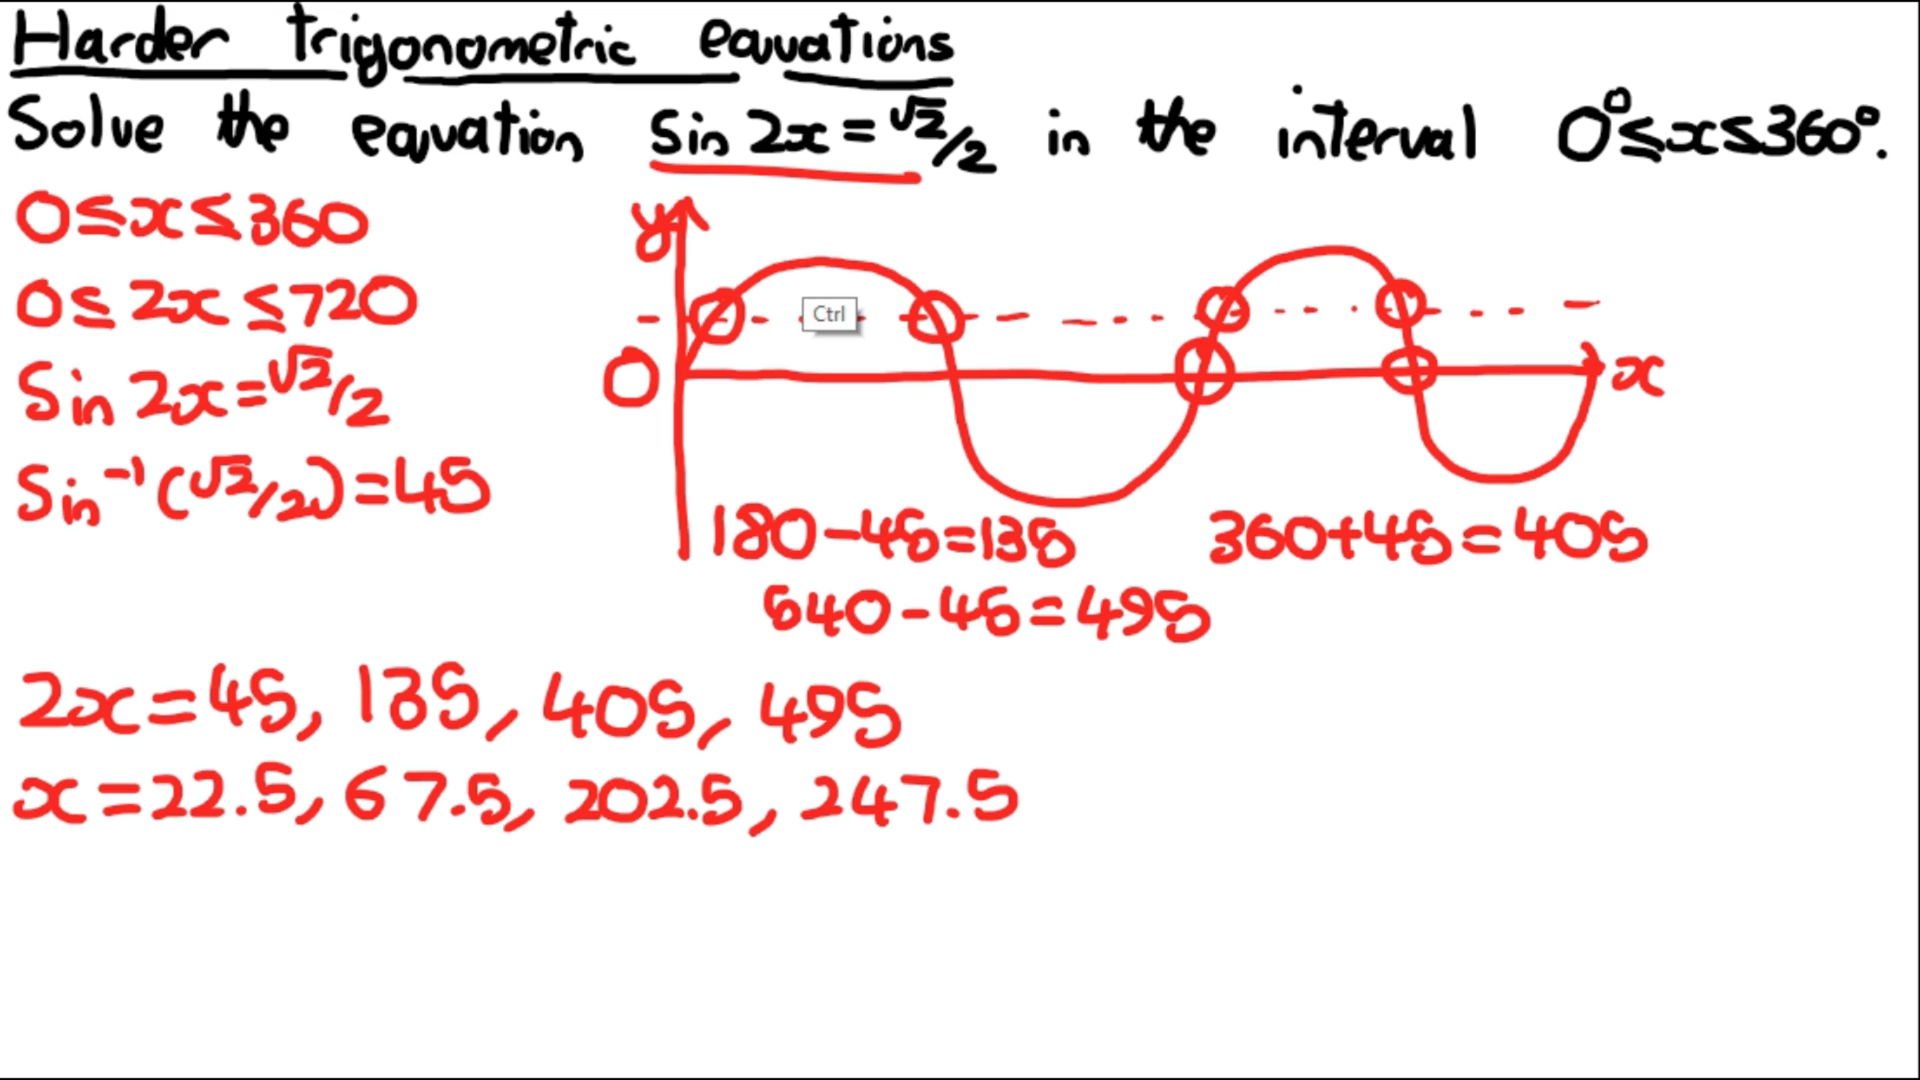 Harder trigonometric equations
Solve the equation Sin 2x = √2/2 in the interval 0°≤x≤360°.
0≤x≤360
0≤2x≤720
Sin 2x=√2/2
Sin⁻¹(√2/2)=45
y
Ctrl
0
x
180-45=135
360+45=405
540-45=495
2x=45, 135, 405, 495
x=22.5, 67.5, 202.5, 247.5